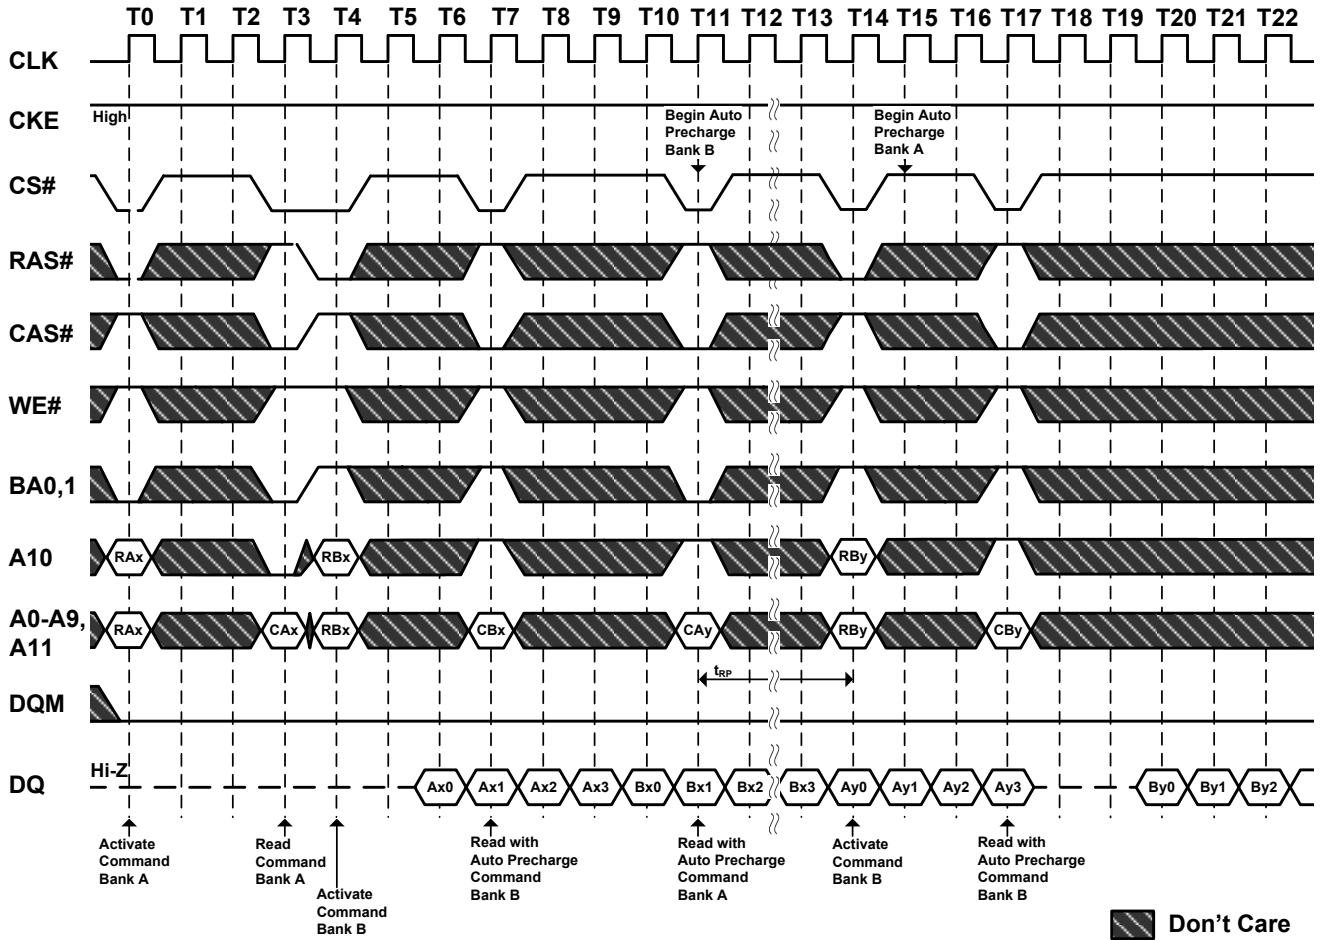 T0 T1 T2 T3 T4 T5 T6 T7 T8 T9 T10 T11 T12 T13 T14 T15 T16 T17 T18 T19 T20 T21 T22
CLK
CKE
High
Begin Auto
Precharge
Bank B
Begin Auto
Precharge
Bank A
CS#
RAS#
CAS#
WE#
BA0,1
A10
RAx RBx RBy
A0-A9,
A11
RAx CAx RBx CBx CAy RBy CBy
tRP
DQM
DQ
Hi-Z
Ax0 Ax1 Ax2 Ax3 Bx0 Bx1 Bx2 Bx3 Ay0 Ay1 Ay2 Ay3 By0 By1 By2
Activate
Command
Bank A
Read
Command
Bank A
Activate
Command
Bank B
Read with
Auto Precharge
Command
Bank B
Read with
Auto Precharge
Command
Bank A
Activate
Command
Bank B
Read with
Auto Precharge
Command
Bank B
Don't Care